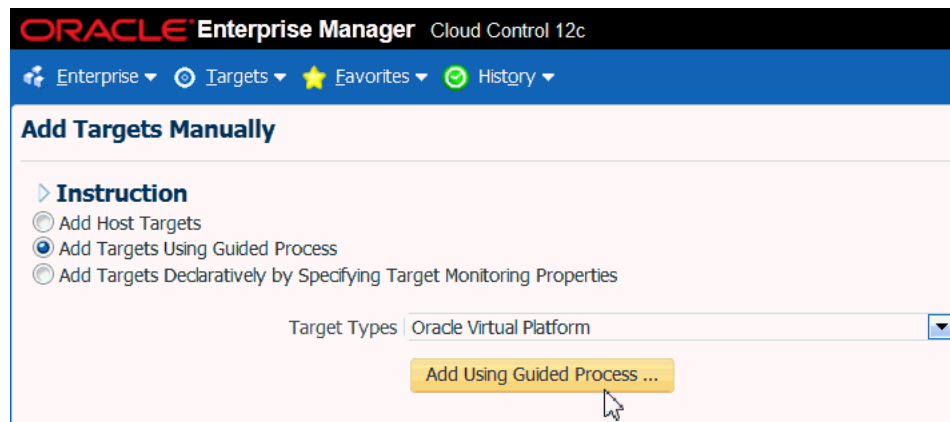 ORACLE Enterprise Manager Cloud Control 12c
Enterprise Targets Favorites History
Add Targets Manually
Instruction
Add Host Targets
Add Targets Using Guided Process
Add Targets Declaratively by Specifying Target Monitoring Properties
Target Types Oracle Virtual Platform
Add Using Guided Process ...